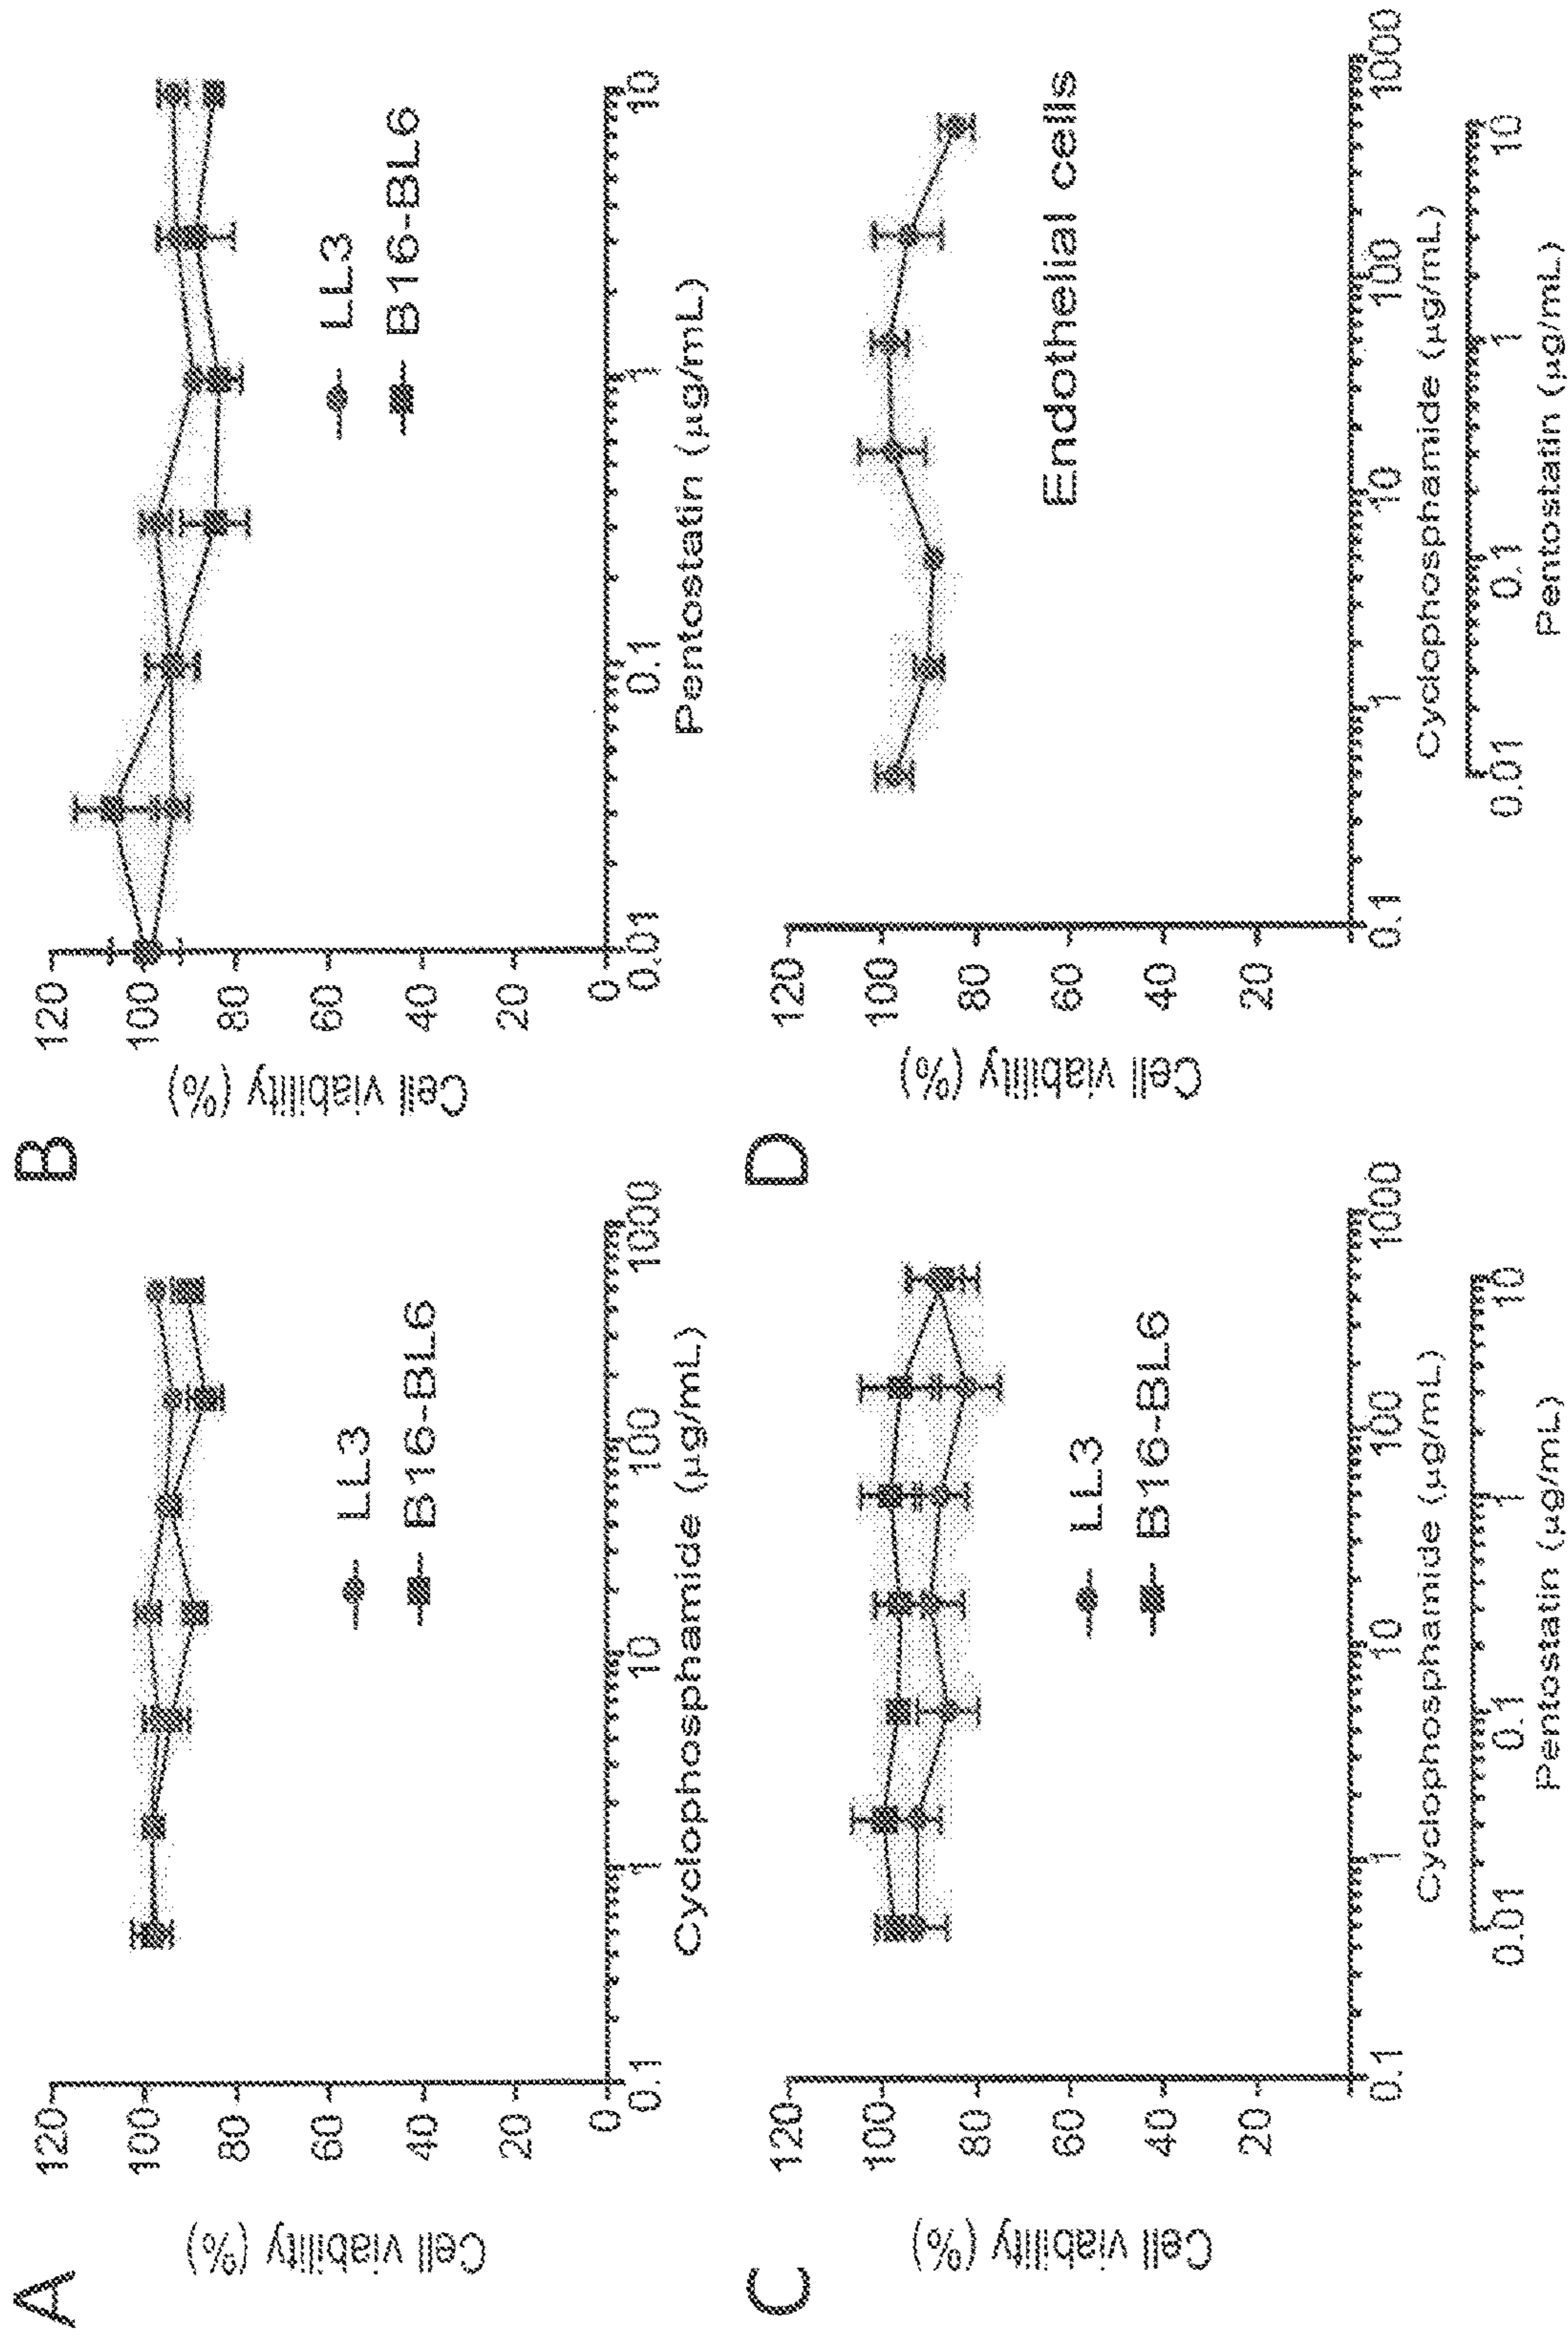 A
Cell viability (%)
120
100
80
60
40
20
0
0.1
1
10
100
1000
Cyclophosphamide (µg/mL)
LL3
B16-BL6
B
Cell viability (%)
120
100
80
60
40
20
0
0.01
0.1
1
10
Pentostatin (µg/mL)
LL3
B16-BL6
C
Cell viability (%)
120
100
80
60
40
20
0.1
1
10
100
1000
Cyclophosphamide (µg/mL)
0.01
0.1
1
10
Pentostatin (µg/mL)
LL3
B16-BL6
D
Cell viability (%)
120
100
80
60
40
20
0.1
1
10
100
1000
Cyclophosphamide (µg/mL)
0.01
0.1
1
10
Pentostatin (µg/mL)
Endothelial cells